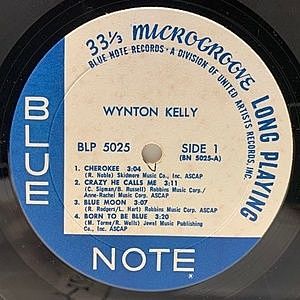 33⅓ MICROGROOVE LONG PLAYING
BLUE NOTE RECORDS • A DIVISION OF UNITED ARTISTS RECORDS, INC.
BLUE
WYNTON KELLY
BLP 5025 SIDE 1
(BN 5025-A)
1. CHEROKEE 3:04
(R. Noble) Skidmore Music Co., Inc. ASCAP
2. CRAZY HE CALLS ME 3:11
(C. Sigman/B. Russell) Robbins Music Corp./
Anne-Rachel Music Corp. ASCAP
3. BLUE MOON 3:07
(R. Rodgers/L. Hart) Robbins Music Corp. ASCAP
4. BORN TO BE BLUE 3:20
(M. Torme/R. Wells) Jewel Music Publishing
Co., Inc. ASCAP
NOTE